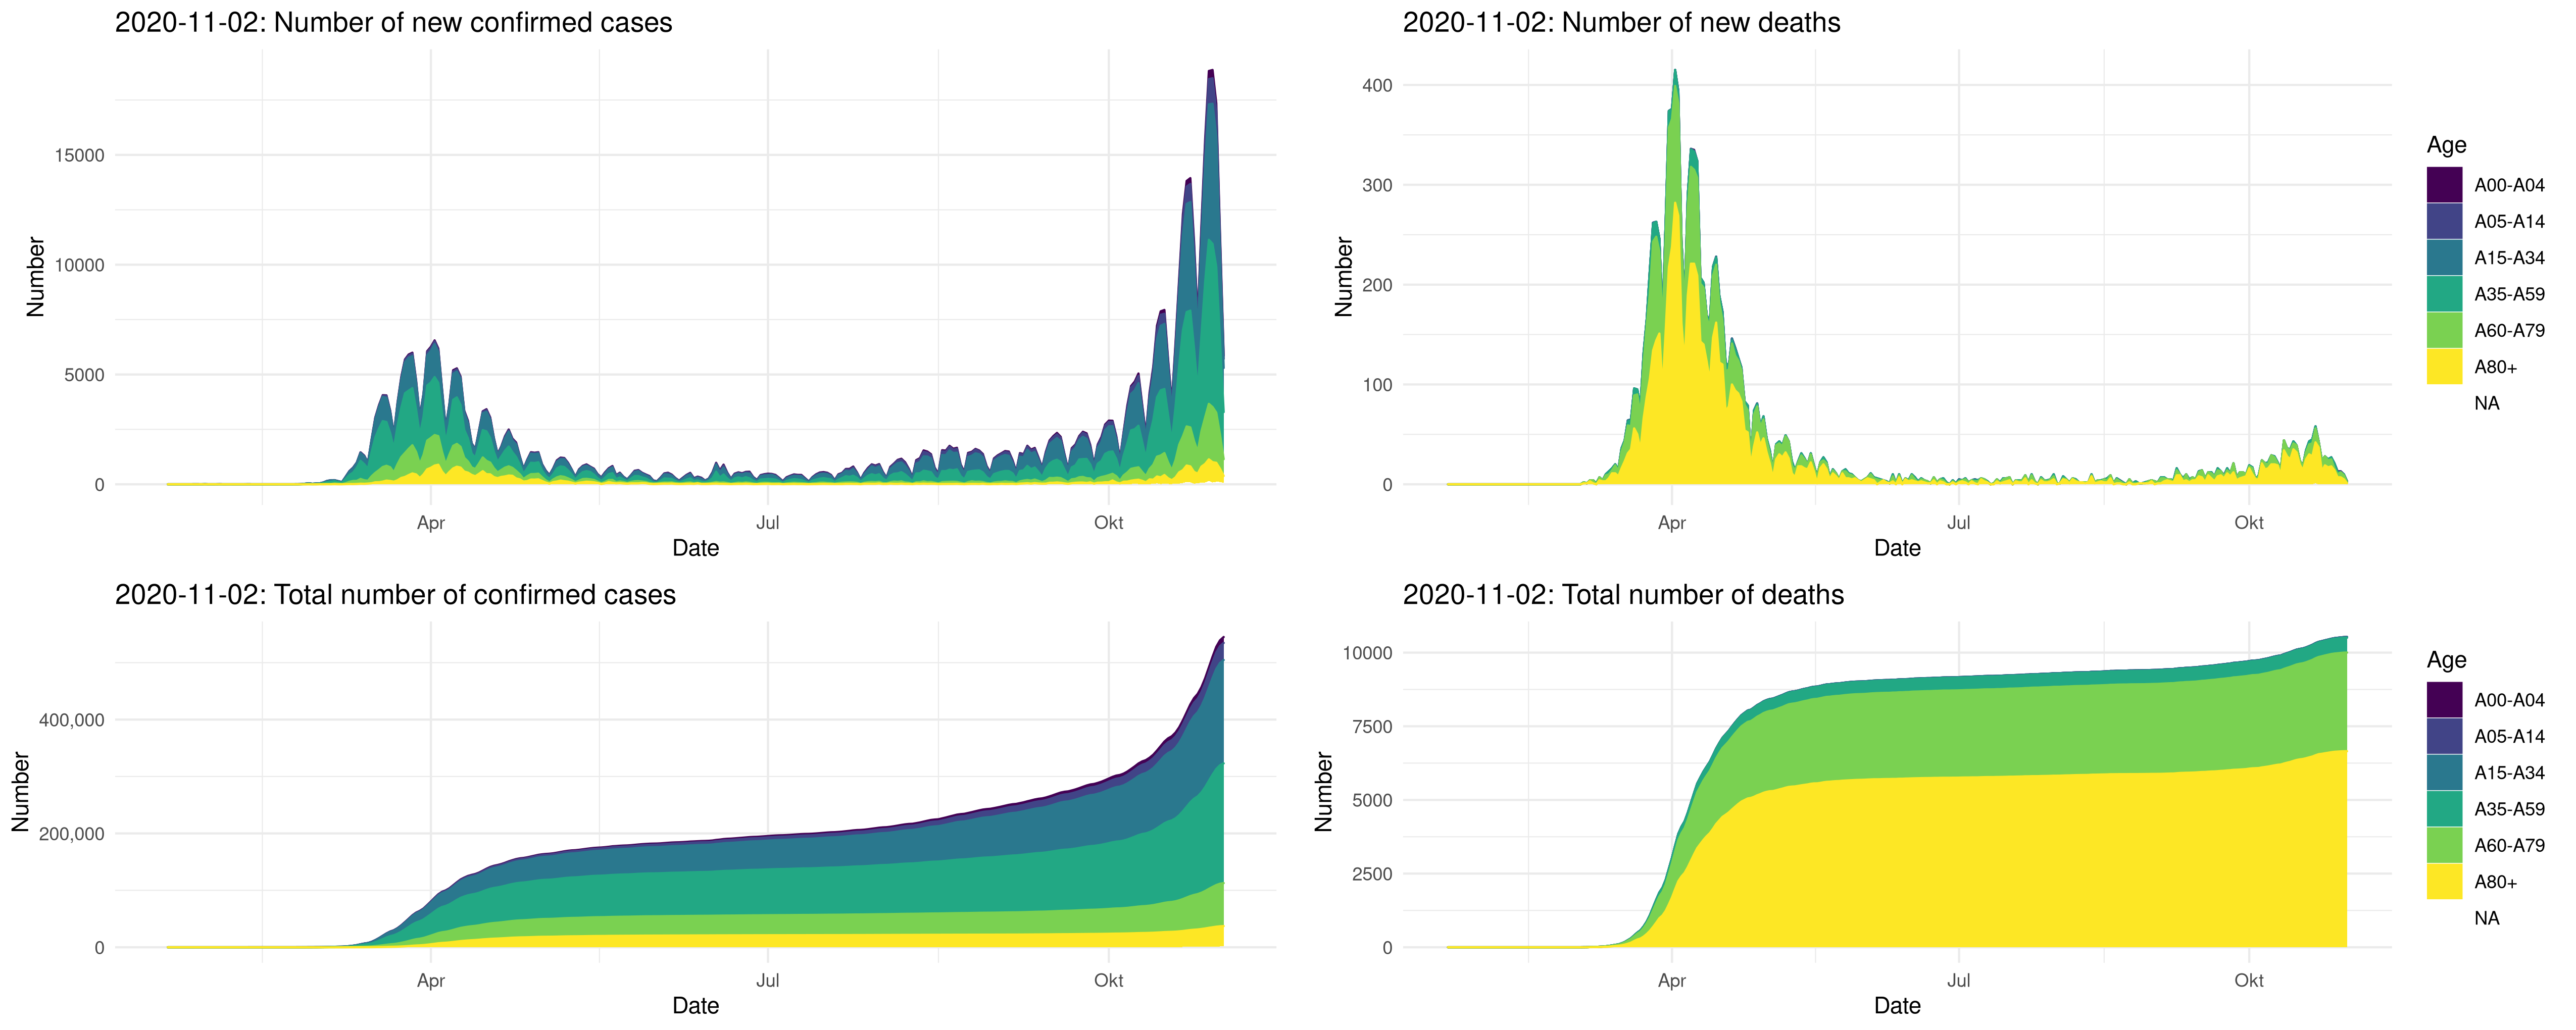 2020-11-02: Number of new confirmed cases
15000
10000
5000
0
Number
Apr
Jul
Okt
Date
2020-11-02: Number of new deaths
400
300
200
100
0
Number
Apr
Jul
Okt
Date
Age
A00-A04
A05-A14
A15-A34
A35-A59
A60-A79
A80+
NA
2020-11-02: Total number of confirmed cases
400,000
200,000
0
Number
Apr
Jul
Okt
Date
2020-11-02: Total number of deaths
10000
7500
5000
2500
0
Number
Apr
Jul
Okt
Date
Age
A00-A04
A05-A14
A15-A34
A35-A59
A60-A79
A80+
NA